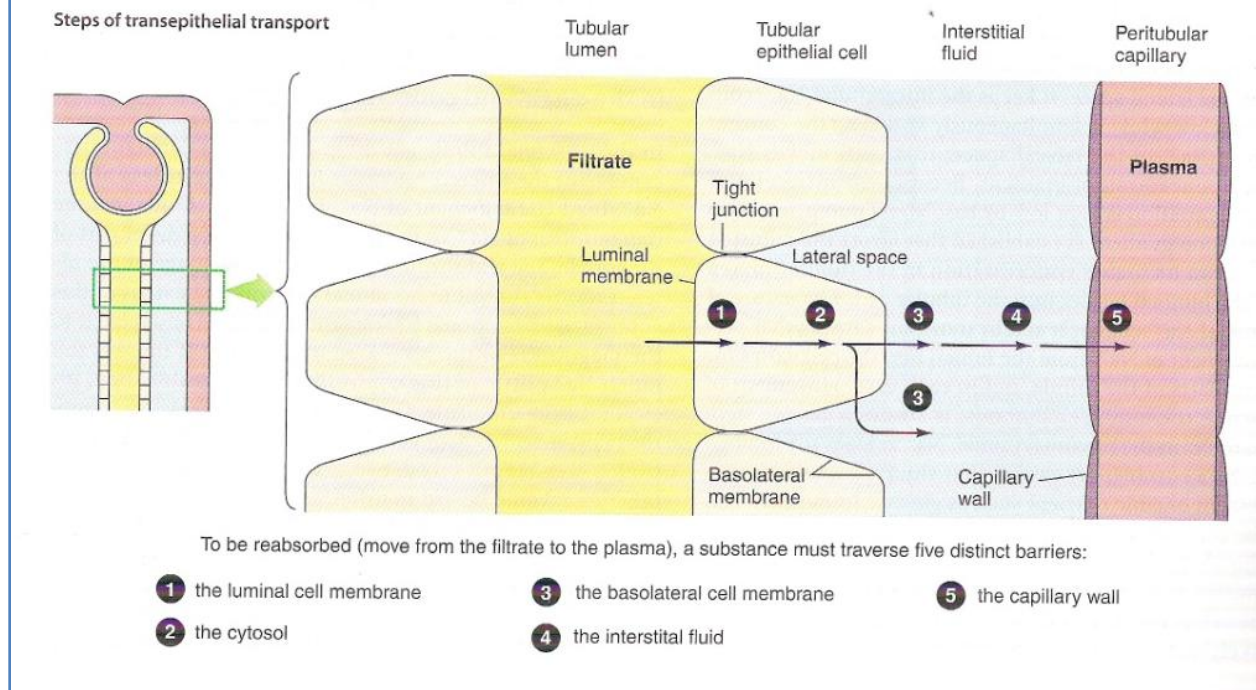 Steps of transepithelial transport
Tubular
lumen
Tubular
epithelial cell
Interstitial
fluid
Peritubular
capillary
Filtrate
Plasma
Tight
junction
Luminal
membrane
Lateral space
1
2
3
4
5
3
Basolateral
membrane
Capillary
wall
To be reabsorbed (move from the filtrate to the plasma), a substance must traverse five distinct barriers:
1 the luminal cell membrane
2 the cytosol
3 the basolateral cell membrane
4 the interstital fluid
5 the capillary wall